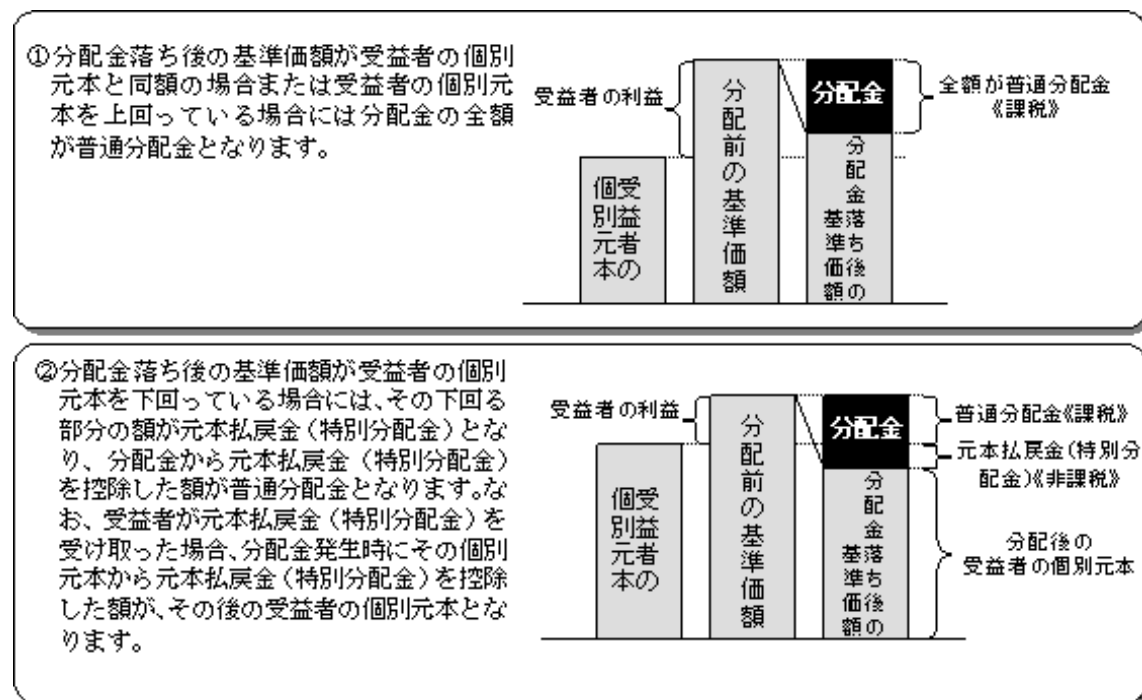 ①分配金落ち後の基準価額が受益者の個別
元本と同額の場合または受益者の個別元
本を上回っている場合には分配金の全額
が普通分配金となります。
受益者の利益
受益者の
個別元本
分配前の基準価額
分配金
分配金落ち後の
基準価額
全額が普通分配金
《課税》
②分配金落ち後の基準価額が受益者の個別
元本を下回っている場合には、その下回る
部分の額が元本払戻金(特別分配金)とな
り、分配金から元本払戻金(特別分配金)
を控除した額が普通分配金となります。な
お、受益者が元本払戻金(特別分配金)を
受け取った場合、分配金発生時にその個別
元本から元本払戻金(特別分配金)を控除
した額が、その後の受益者の個別元本とな
ります。
受益者の利益
受益者の
個別元本
分配前の基準価額
分配金
分配金落ち後の
基準価額
普通分配金《課税》
元本払戻金(特別分
配金)《非課税》
分配後の
受益者の個別元本